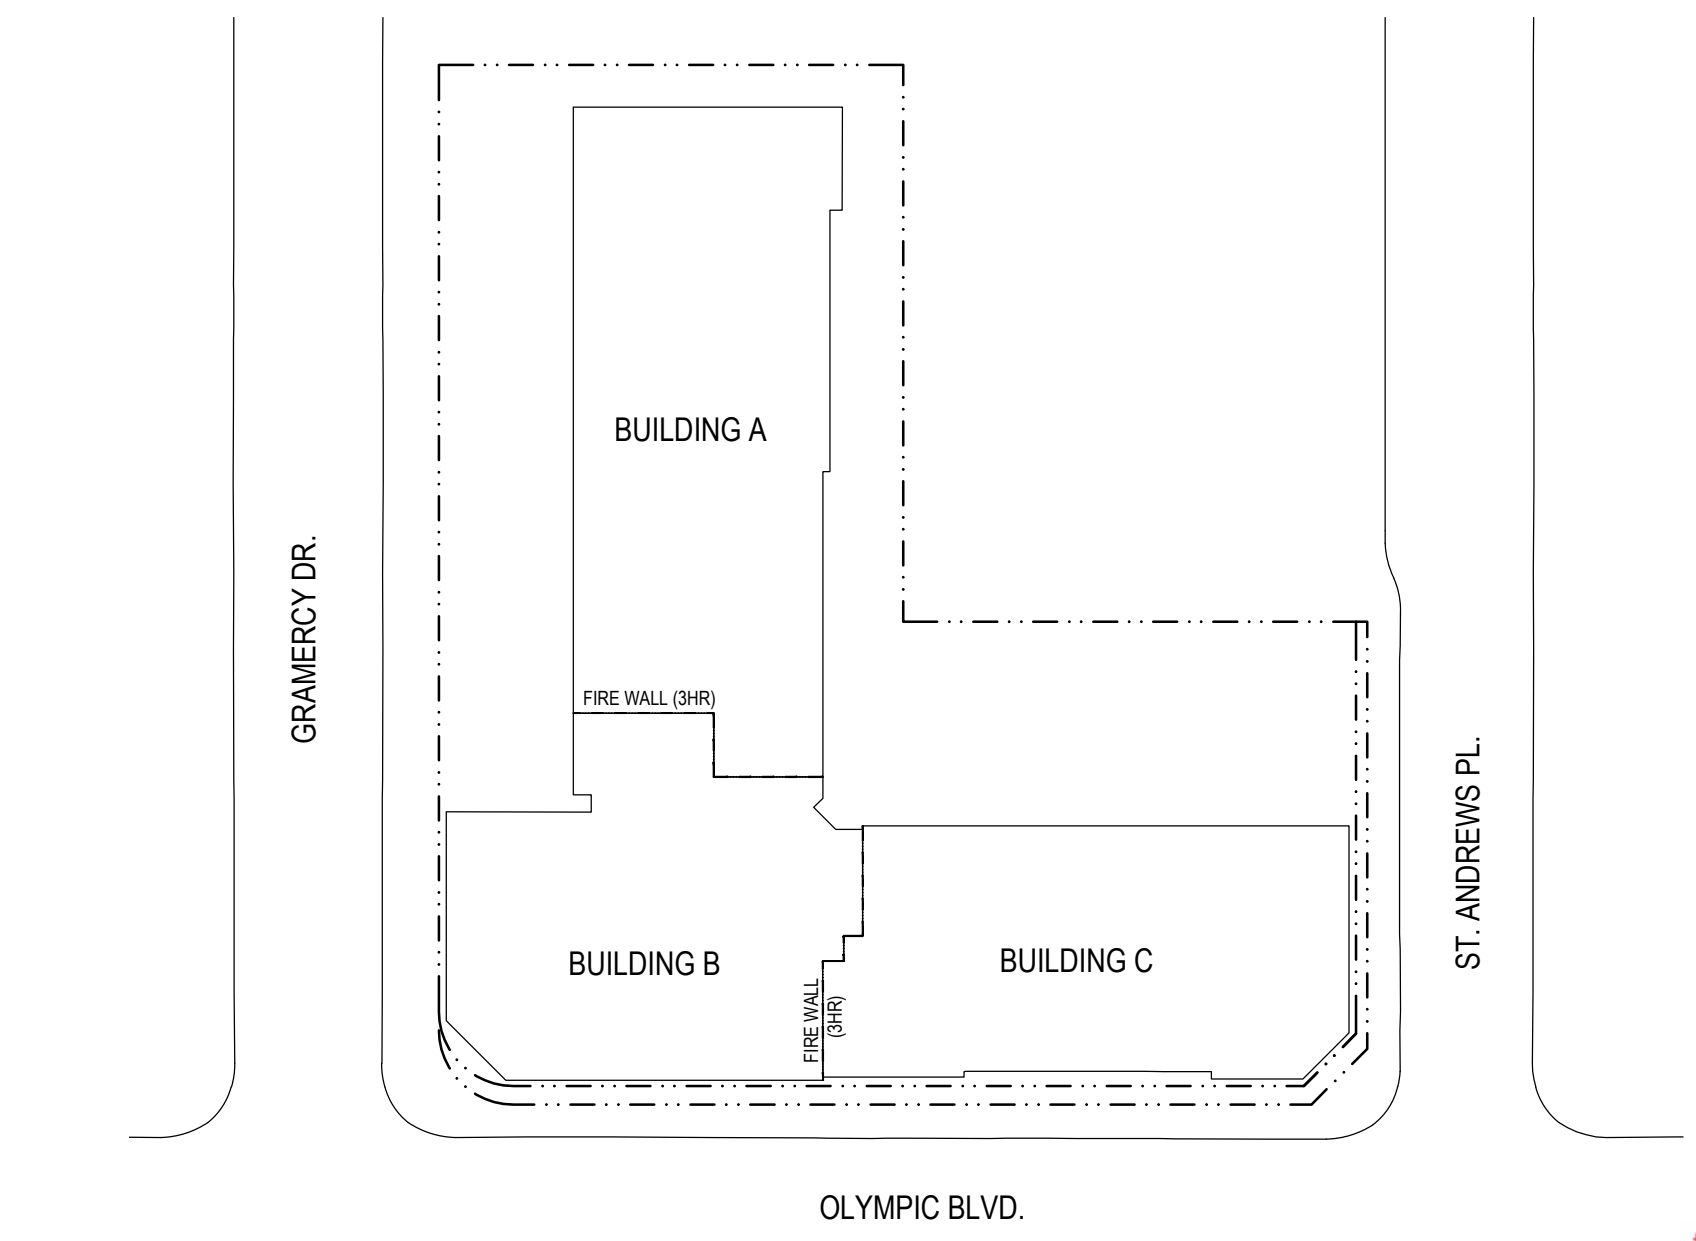 BUILDING A
GRAMERCY DR.
FIRE WALL (3HR)
ST. ANDREWS PL.
BUILDING B
BUILDING C
FIRE WALL
(3HR)
OLYMPIC BLVD.